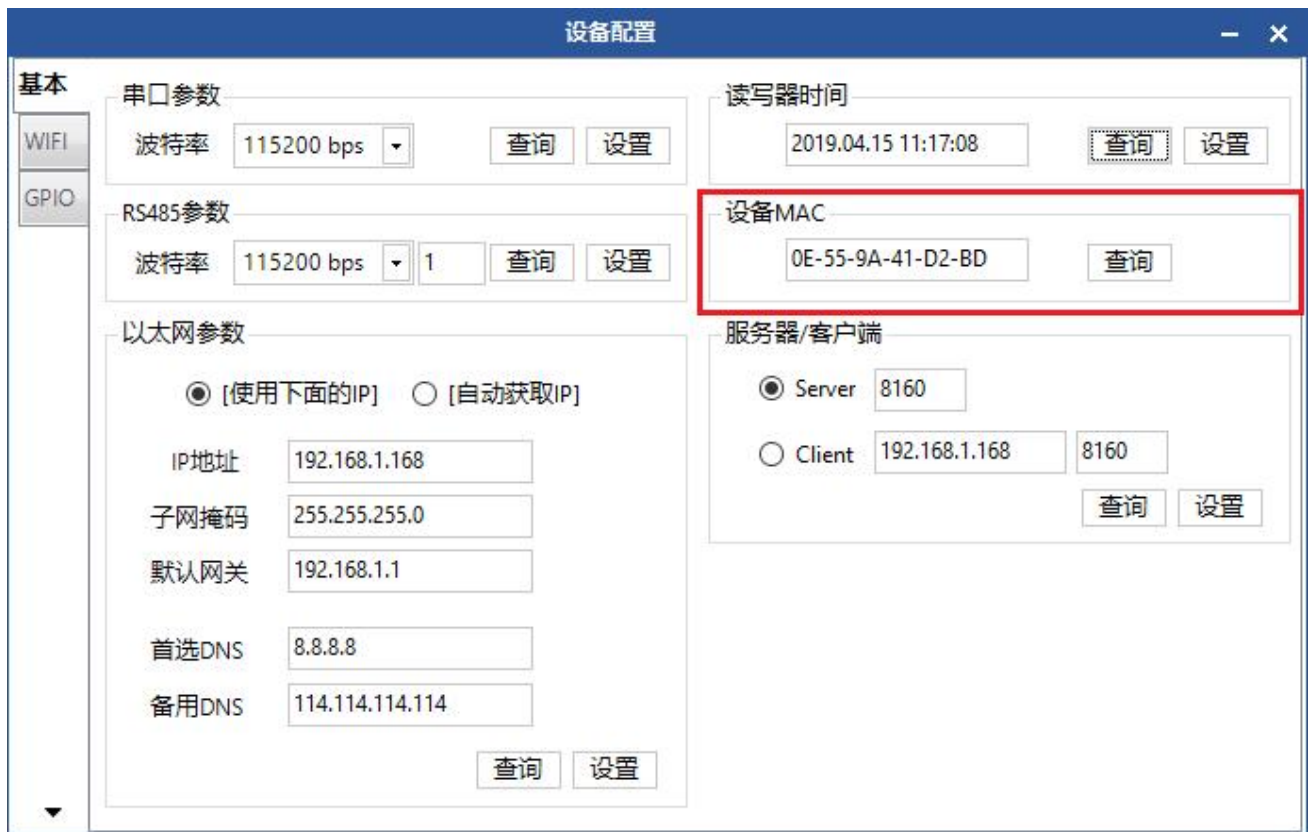 设备配置
基本
WIFI
GPIO
串口参数
波特率 115200 bps 查询 设置
RS485参数
波特率 115200 bps 1 查询 设置
以太网参数
[使用下面的IP] [自动获取IP]
IP地址 192.168.1.168
子网掩码 255.255.255.0
默认网关 192.168.1.1
首选DNS 8.8.8.8
备用DNS 114.114.114.114
查询 设置
读写器时间
2019.04.15 11:17:08 查询 设置
设备MAC
0E-55-9A-41-D2-BD 查询
服务器/客户端
Server 8160
Client 192.168.1.168 8160
查询 设置